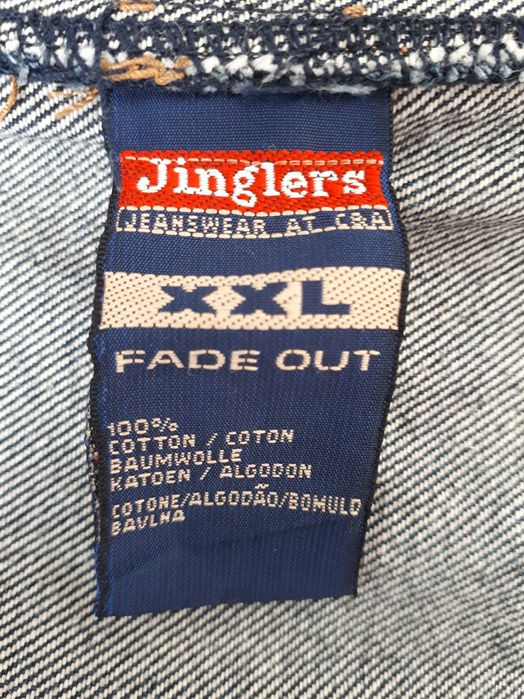 Jinglers
JEANSWEAR AT C&A
XXL
FADE OUT
100%
COTTON / COTON
BAUMWOLLE
KATOEN / ALGODON
COTONE/ALGODÃO/BOMULD
BAVLNA